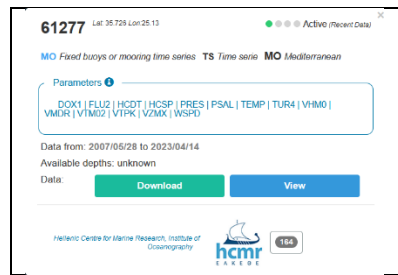 61277 Lat: 35.726 Lon:25.13 Active (Recent Data) ×
MO Fixed buoys or mooring time series TS Time serie MO Mediterranean
Parameters
DOX1 | FLU2 | HCDT | HCSP | PRES | PSAL | TEMP | TUR4 | VHM0 |
VMDR | VTM02 | VTPK | VZMX | WSPD
Data from: 2007/05/28 to 2023/04/14
Available depths: unknown
Data: Download View
Hellenic Centre for Marine Research, Institute of
Oceanography
hcmr
ΕΛΚΕΘΕ
164